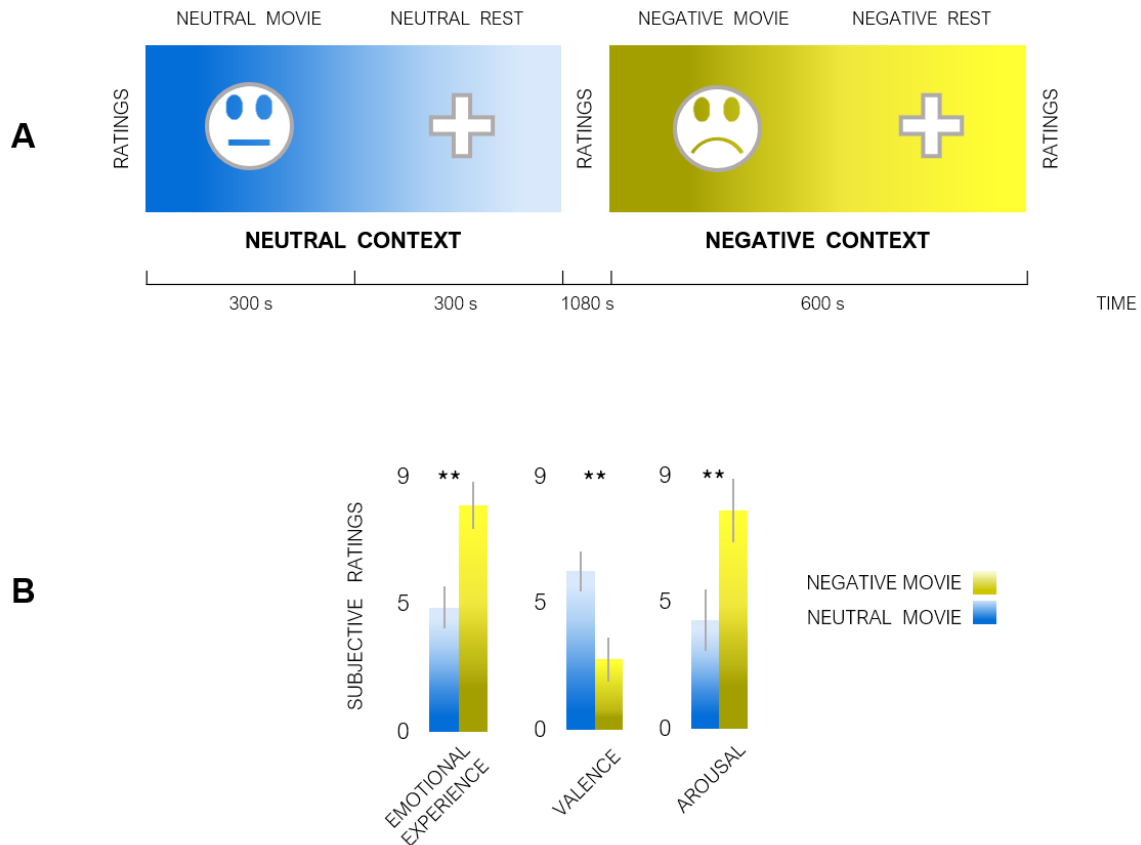 NEUTRAL MOVIE
NEUTRAL REST
NEGATIVE MOVIE
NEGATIVE REST
A
RATINGS
RATINGS
RATINGS
NEUTRAL CONTEXT
NEGATIVE CONTEXT
300 s
300 s
1080 s
600 s
TIME
B
SUBJECTIVE RATINGS
9
**
5
0
EMOTIONAL
EXPERIENCE
9
**
5
0
VALENCE
9
**
5
0
AROUSAL
NEGATIVE MOVIE
NEUTRAL MOVIE